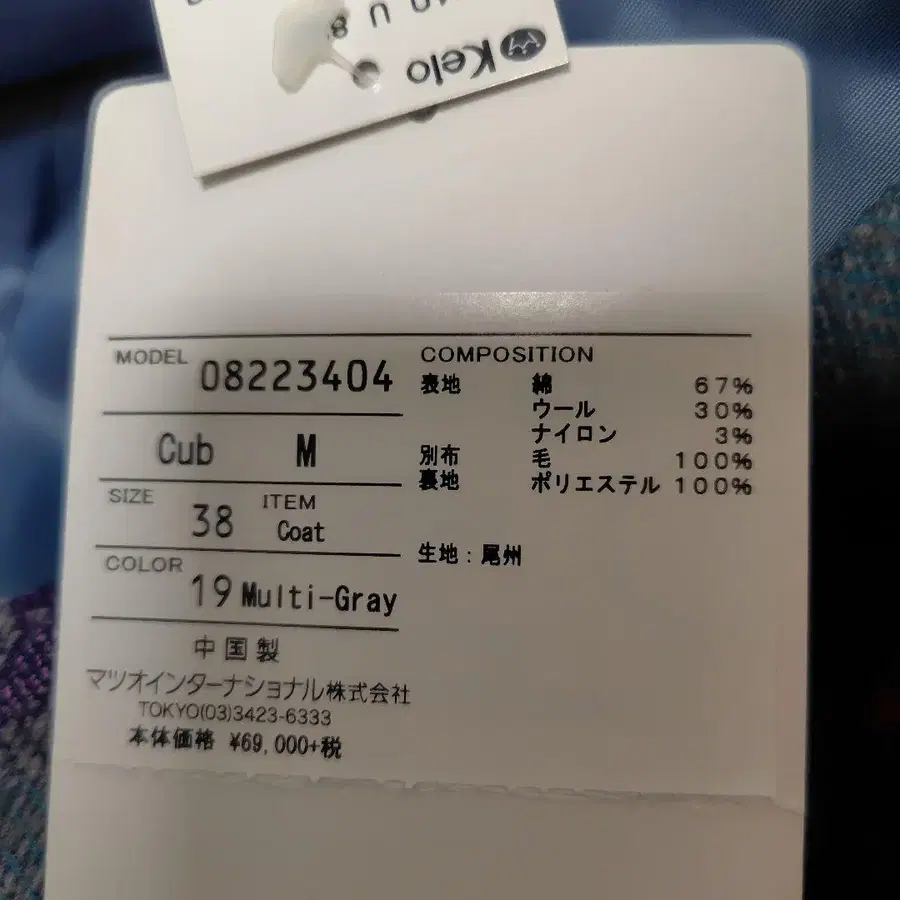 Kelo
MODEL 08223404
Cub M
SIZE 38 ITEM Coat
COLOR 19 Multi-Gray
中国製
マツオインターナショナル株式会社
TOKYO(03)3423-6333
本体価格 ¥69,000+税
COMPOSITION
表地 綿 67%
ウール 30%
ナイロン 3%
別布 毛 100%
裏地 ポリエステル 100%
生地:尾州